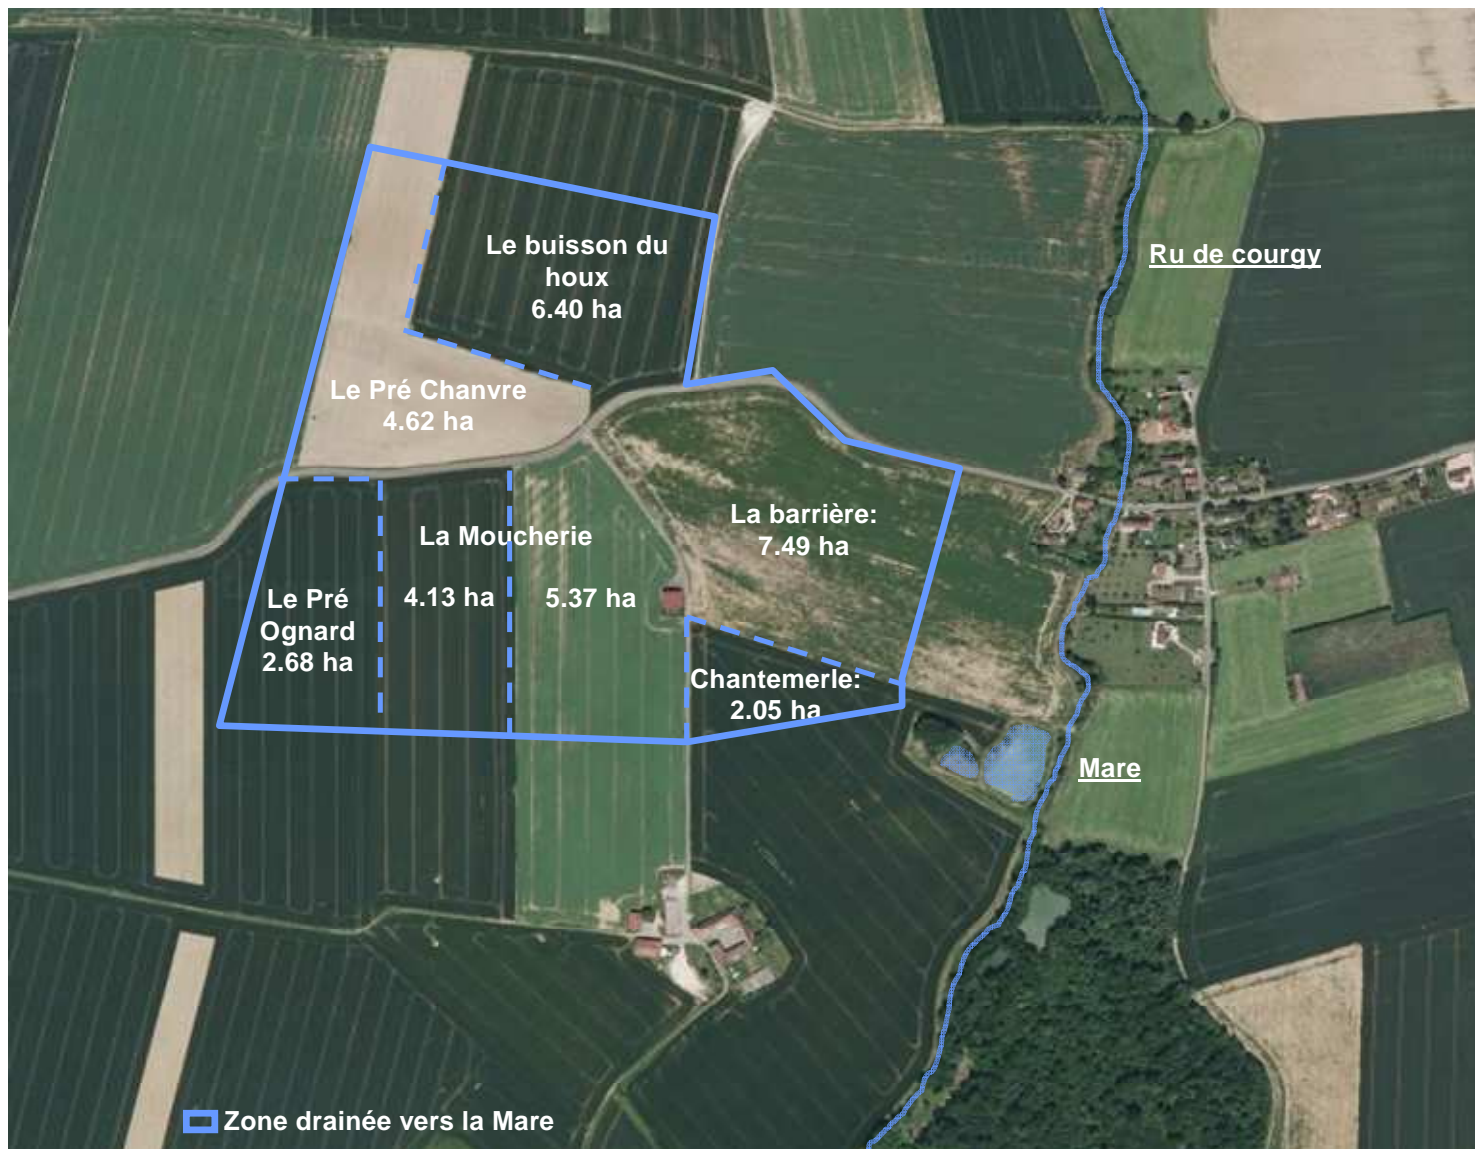 Le buisson du
houx
6.40 ha
Ru de courgy
Le Pré Chanvre
4.62 ha
La barrière:
7.49 ha
La Moucherie
4.13 ha
5.37 ha
Le Pré
Ognard
2.68 ha
Chantemerle:
2.05 ha
Mare
Zone drainée vers la Mare